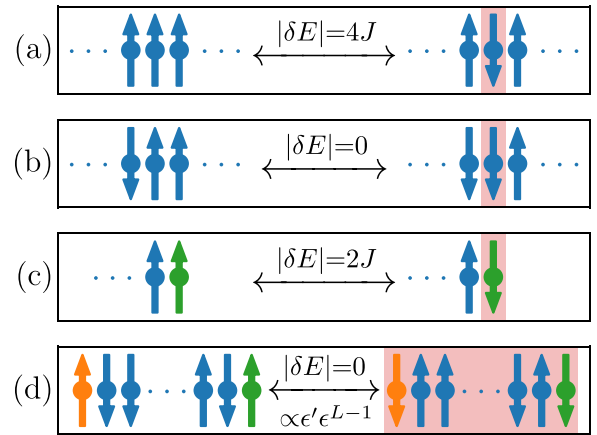 (a) · · · · · · |δE|=4J · · · · · ·
(b) · · · · · · |δE|=0 · · · · · ·
(c) · · · |δE|=2J · · ·
(d) · · · |δE|=0 · · ·
∝ϵ′ϵ^{L−1}